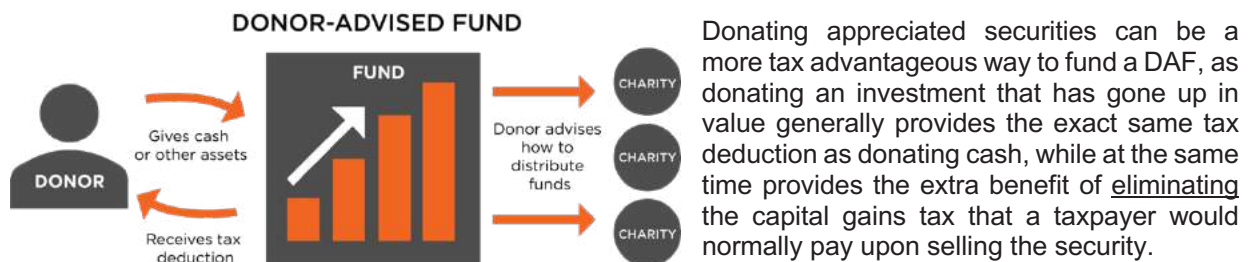 DONOR-ADVISED FUND
FUND
DONOR
Gives cash
or other assets
Receives tax
deduction
Donor advises
how to
distribute
funds
CHARITY
CHARITY
CHARITY
Donating appreciated securities can be a
more tax advantageous way to fund a DAF, as
donating an investment that has gone up in
value generally provides the exact same tax
deduction as donating cash, while at the same
time provides the extra benefit of eliminating
the capital gains tax that a taxpayer would
normally pay upon selling the security.